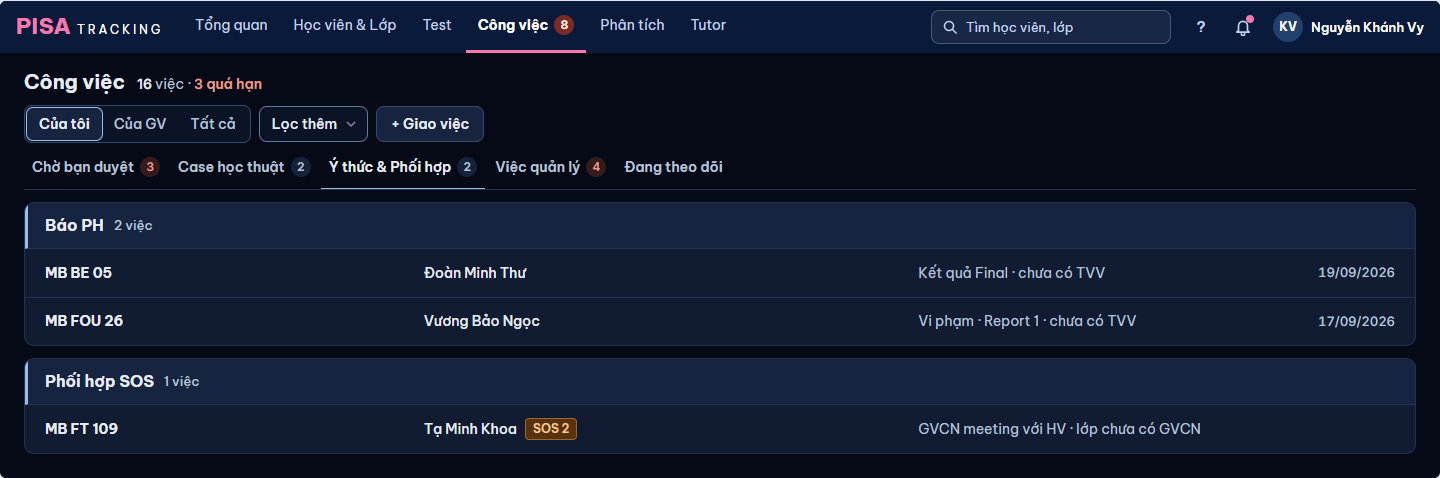 PISA TRACKING Tổng quan Học viên & Lớp Test Công việc 8 Phân tích Tutor Tìm học viên, lớp ? KV Nguyễn Khánh Vy
Công việc 16 việc · 3 quá hạn
Của tôi Của GV Tất cả Lọc thêm + Giao việc
Chờ bạn duyệt 3 Case học thuật 2 Ý thức & Phối hợp 2 Việc quản lý 4 Đang theo dõi
Báo PH 2 việc
MB BE 05 Đoàn Minh Thư Kết quả Final · chưa có TVV 19/09/2026
MB FOU 26 Vương Bảo Ngọc Vi phạm · Report 1 · chưa có TVV 17/09/2026
Phối hợp SOS 1 việc
MB FT 109 Tạ Minh Khoa SOS 2 GVCN meeting với HV · lớp chưa có GVCN